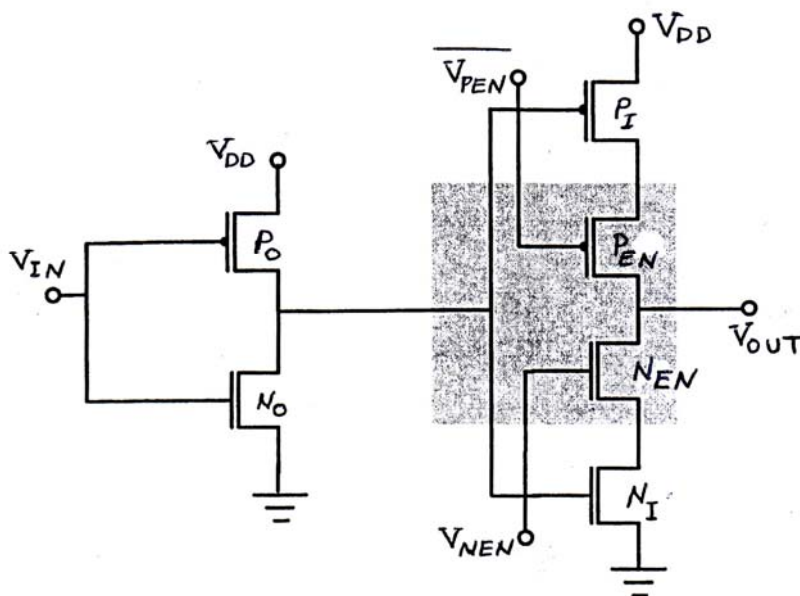 V_DD
V_PEN
P_I
V_DD
P_O
V_IN
P_EN
V_OUT
N_EN
N_O
N_I
V_NEN